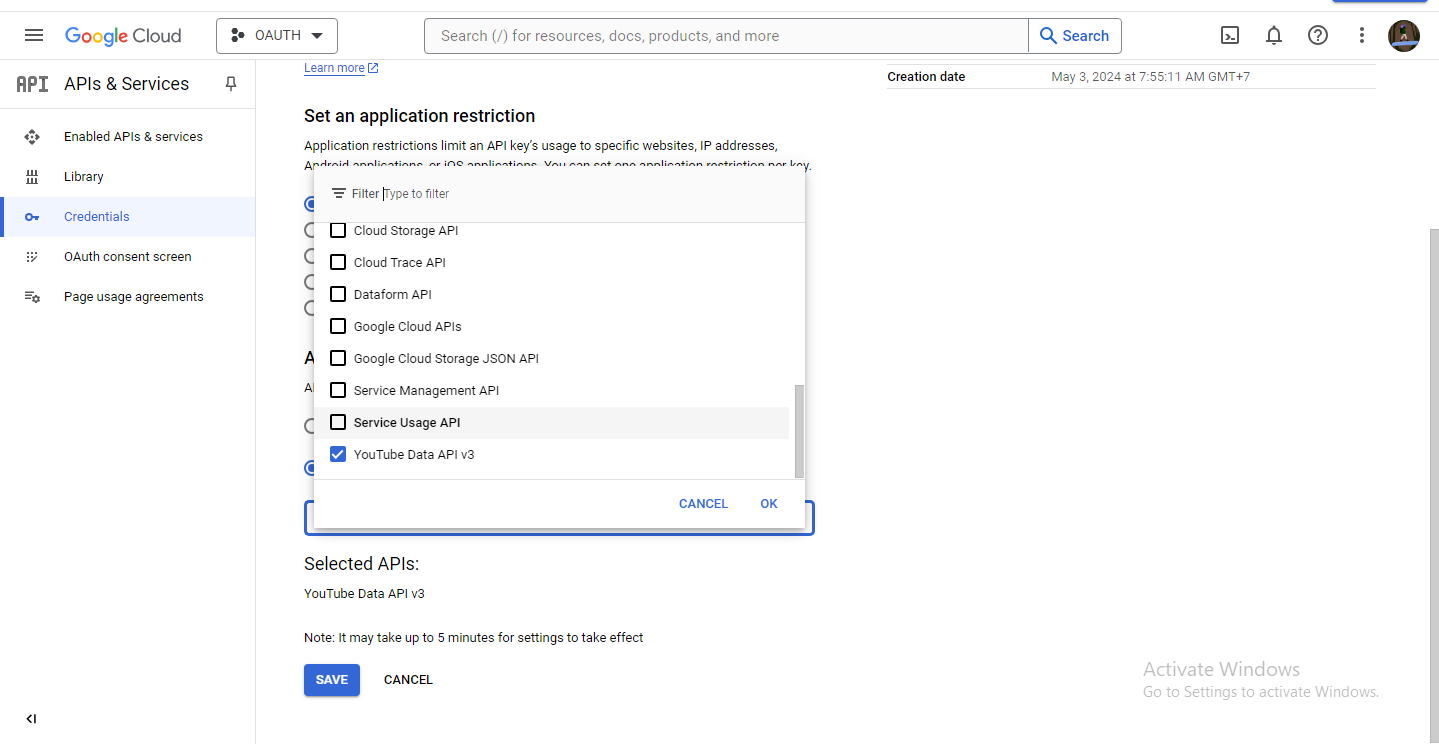 Google Cloud
OAUTH
Search (/) for resources, docs, products, and more
Search
API
APIs & Services
Enabled APIs & services
Library
Credentials
OAuth consent screen
Page usage agreements
Learn more
Creation date
May 3, 2024 at 7:55:11 AM GMT+7
Set an application restriction
Application restrictions limit an API key's usage to specific websites, IP addresses,
Android applications, or iOS applications. You can set one application restriction per key.
Filter Type to filter
Cloud Storage API
Cloud Trace API
Dataform API
Google Cloud APIs
Google Cloud Storage JSON API
Service Management API
Service Usage API
YouTube Data API v3
CANCEL
OK
Selected APIs:
YouTube Data API v3
Note: It may take up to 5 minutes for settings to take effect
SAVE
CANCEL
Activate Windows
Go to Settings to activate Windows.